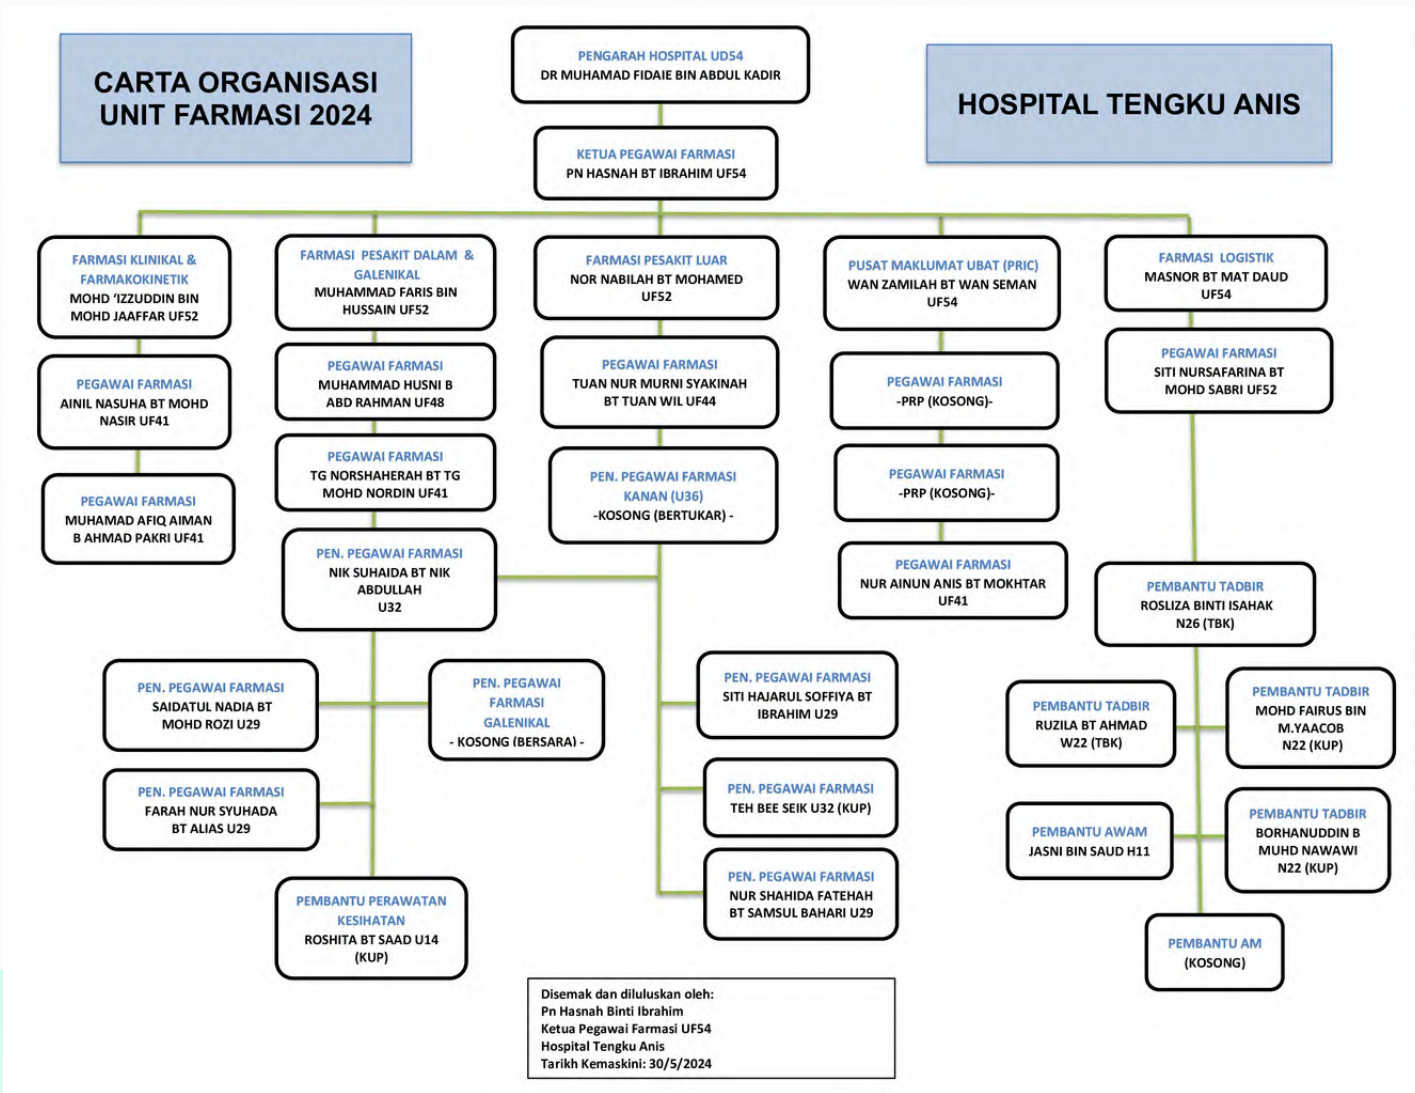 CARTA ORGANISASI
UNIT FARMASI 2024
PENGARAH HOSPITAL UD54
DR MUHAMAD FIDAIE BIN ABDUL KADIR
HOSPITAL TENGKU ANIS
KETUA PEGAWAI FARMASI
PN HASNAH BT IBRAHIM UF54
FARMASI KLINIKAL &
FARMAKOKINETIK
MOHD ‘IZZUDDIN BIN
MOHD JAAFFAR UF52
PEGAWAI FARMASI
AINIL NASUHA BT MOHD
NASIR UF41
PEGAWAI FARMASI
MUHAMAD AFIQ AIMAN
B AHMAD PAKRI UF41
FARMASI PESAKIT DALAM &
GALENIKAL
MUHAMMAD FARIS BIN
HUSSAIN UF52
PEGAWAI FARMASI
MUHAMMAD HUSNI B
ABD RAHMAN UF48
PEGAWAI FARMASI
TG NORSHAHERAH BT TG
MOHD NORDIN UF41
PEN. PEGAWAI FARMASI
NIK SUHAIDA BT NIK
ABDULLAH
U32
PEN. PEGAWAI FARMASI
SAIDATUL NADIA BT
MOHD ROZI U29
PEN. PEGAWAI
FARMASI
GALENIKAL
- KOSONG (BERSARA) -
PEN. PEGAWAI FARMASI
FARAH NUR SYUHADA
BT ALIAS U29
PEMBANTU PERAWATAN
KESIHATAN
ROSHITA BT SAAD U14
(KUP)
FARMASI PESAKIT LUAR
NOR NABILAH BT MOHAMED
UF52
PEGAWAI FARMASI
TUAN NUR MURNI SYAKINAH
BT TUAN WIL UF44
PEN. PEGAWAI FARMASI
KANAN (U36)
-KOSONG (BERTUKAR) -
PEN. PEGAWAI FARMASI
SITI HAJARUL SOFFIYA BT
IBRAHIM U29
PEN. PEGAWAI FARMASI
TEH BEE SEIK U32 (KUP)
PEN. PEGAWAI FARMASI
NUR SHAHIDA FATEHAH
BT SAMSUL BAHARI U29
PUSAT MAKLUMAT UBAT (PRIC)
WAN ZAMILAH BT WAN SEMAN
UF54
PEGAWAI FARMASI
-PRP (KOSONG)-
PEGAWAI FARMASI
-PRP (KOSONG)-
PEGAWAI FARMASI
NUR AINUN ANIS BT MOKHTAR
UF41
FARMASI LOGISTIK
MASNOR BT MAT DAUD
UF54
PEGAWAI FARMASI
SITI NURSAFARINA BT
MOHD SABRI UF52
PEMBANTU TADBIR
ROSLIZA BINTI ISAHAK
N26 (TBK)
PEMBANTU TADBIR
RUZILA BT AHMAD
W22 (TBK)
PEMBANTU TADBIR
MOHD FAIRUS BIN
M.YAACOB
N22 (KUP)
PEMBANTU AWAM
JASNI BIN SAUD H11
PEMBANTU TADBIR
BORHANUDDIN B
MUHD NAWAWI
N22 (KUP)
PEMBANTU AM
(KOSONG)
Disemak dan diluluskan oleh:
Pn Hasnah Binti Ibrahim
Ketua Pegawai Farmasi UF54
Hospital Tengku Anis
Tarikh Kemaskini: 30/5/2024